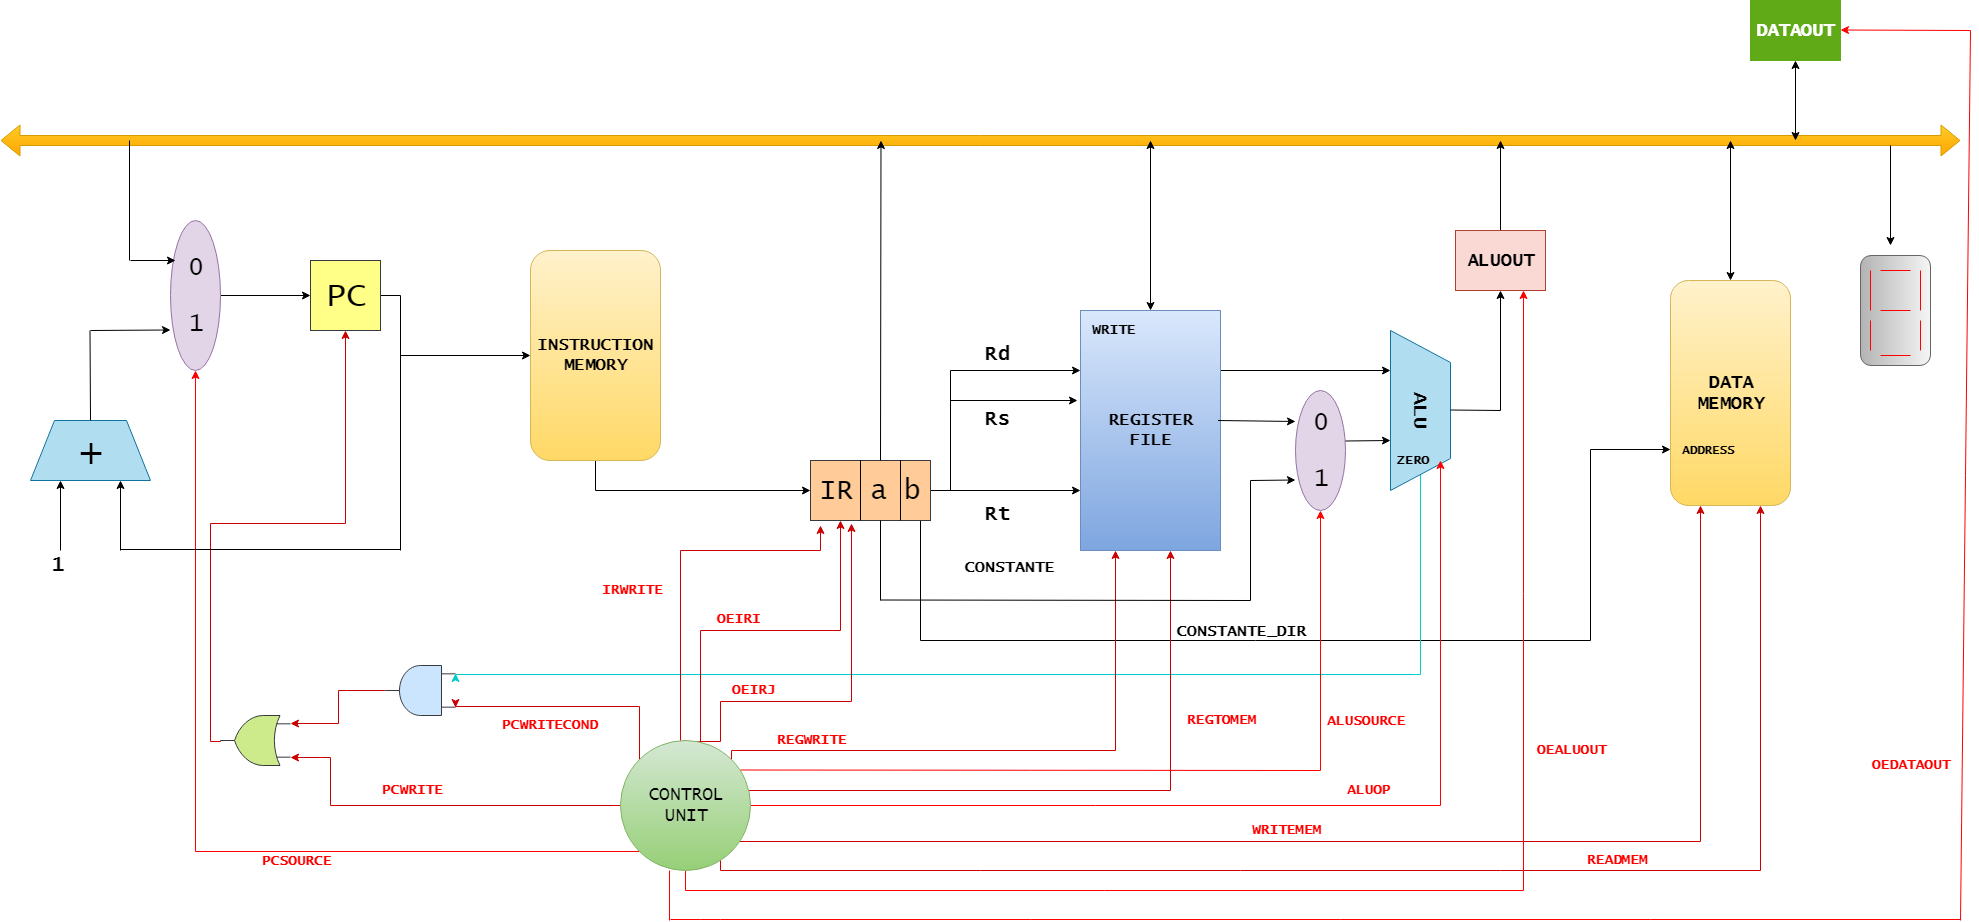 DATAOUT
0
1
PC
INSTRUCTION
MEMORY
ALUOUT
WRITE
Rd
Rs
Rt
REGISTER
FILE
0
1
ALU
ZERO
DATA
MEMORY
ADDRESS
+
1
IR
a
b
CONSTANTE
IRWRITE
OEIRI
CONSTANTE_DIR
OEIRJ
PCWRITECOND
REGWRITE
REGTOMEM
ALUSOURCE
OEALUOUT
OEDATAOUT
PCWRITE
CONTROL
UNIT
ALUOP
WRITEMEM
PCSOURCE
READMEM